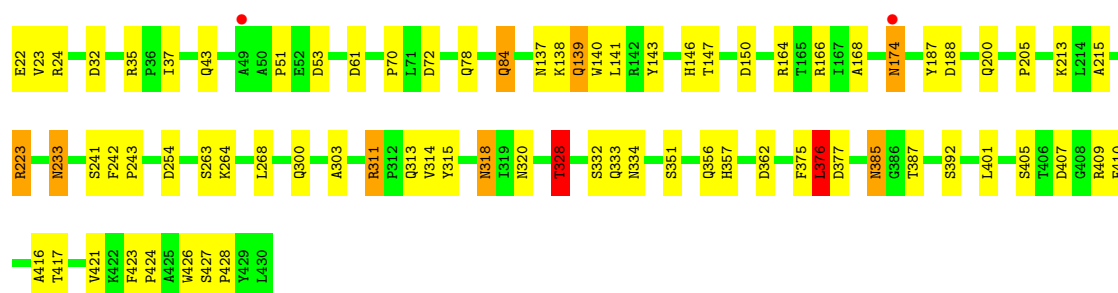 E22 V23 R24 D32 R35 P36 I37 Q43 A49 A50 P51 E52 D53 D61 P70 L71 D72 Q78 Q84 N137 K138 Q139 W140 L141 R142 Y143 H146 T147 D150 R164 T165 R166 I167 A168 N174 Y187 D188 Q200 P205 K213 L214 A215
R223 N233 S241 F242 P243 D254 S263 K264 L268 Q300 A303 R311 P312 Q313 V314 Y315 N318 I319 N320 T328 S332 Q333 N334 S351 Q356 H357 D362 F375 L376 D377 N385 G386 T387 S392 L401 S405 T406 D407 G408 R409
A416 T417 V421 K422 F423 P424 A425 W426 S427 P428 Y429 L430